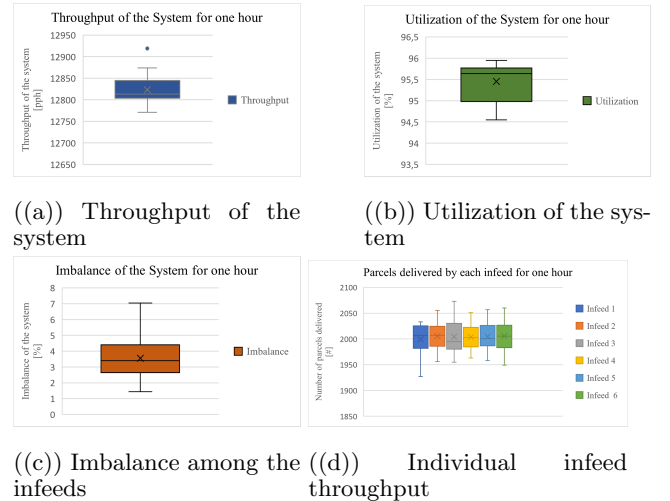 Throughput of the System for one hour
Throughput of the system
[pph]
12950
12900
12850
12800
12750
12700
12650
Throughput
((a)) Throughput of the
system
Utilization of the System for one hour
Utilization of the system
[%]
96,5
96
95,5
95
94,5
94
93,5
Utilization
((b)) Utilization of the sys-
tem
Imbalance of the System for one hour
Imbalance of the system
[%]
8
7
6
5
4
3
2
1
0
Imbalance
((c)) Imbalance among the
infeeds
Parcels delivered by each infeed for one hour
Number of parcels delivered
[#]
2100
2050
2000
1950
1900
1850
Infeed 1
Infeed 2
Infeed 3
Infeed 4
Infeed 5
Infeed 6
((d)) Individual infeed
throughput